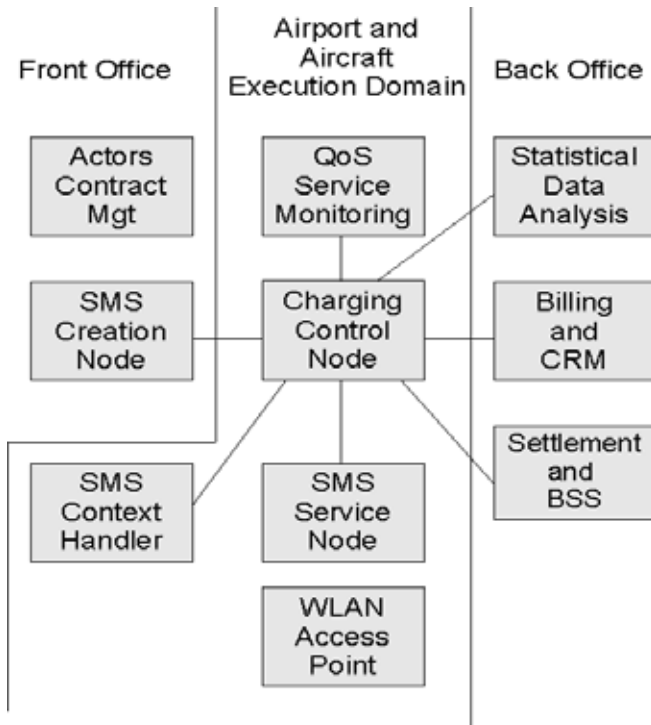 Front Office
Airport and
Aircraft
Execution Domain
Back Office
Actors
Contract
Mgt
QoS
Service
Monitoring
Statistical
Data
Analysis
SMS
Creation
Node
Charging
Control
Node
Billing
and
CRM
SMS
Context
Handler
SMS
Service
Node
Settlement
and
BSS
WLAN
Access
Point